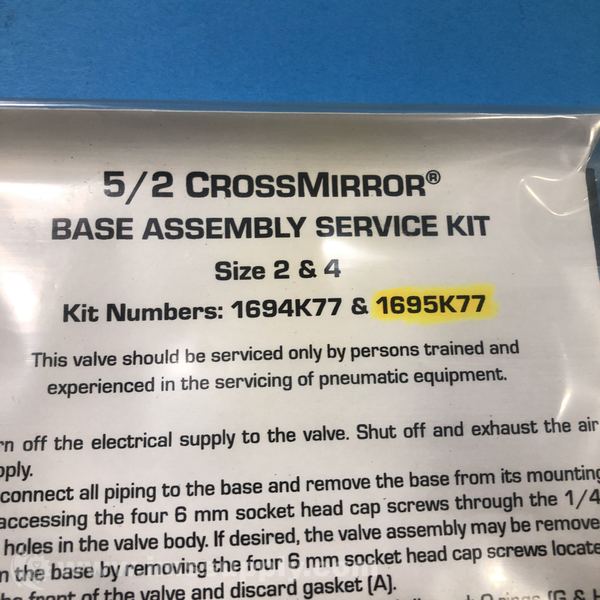 5/2 CROSSMIRROR®
BASE ASSEMBLY SERVICE KIT
Size 2 & 4
Kit Numbers: 1694K77 & 1695K77
This valve should be serviced only by persons trained and
experienced in the servicing of pneumatic equipment.
rn off the electrical supply to the valve. Shut off and exhaust the air
pply.
connect all piping to the base and remove the base from its mounting
accessing the four 6 mm socket head cap screws through the 1/4
holes in the valve body. If desired, the valve assembly may be remove
n the base by removing the four 6 mm socket head cap screws locate
he front of the valve and discard gasket (A).
O-rings (G & H